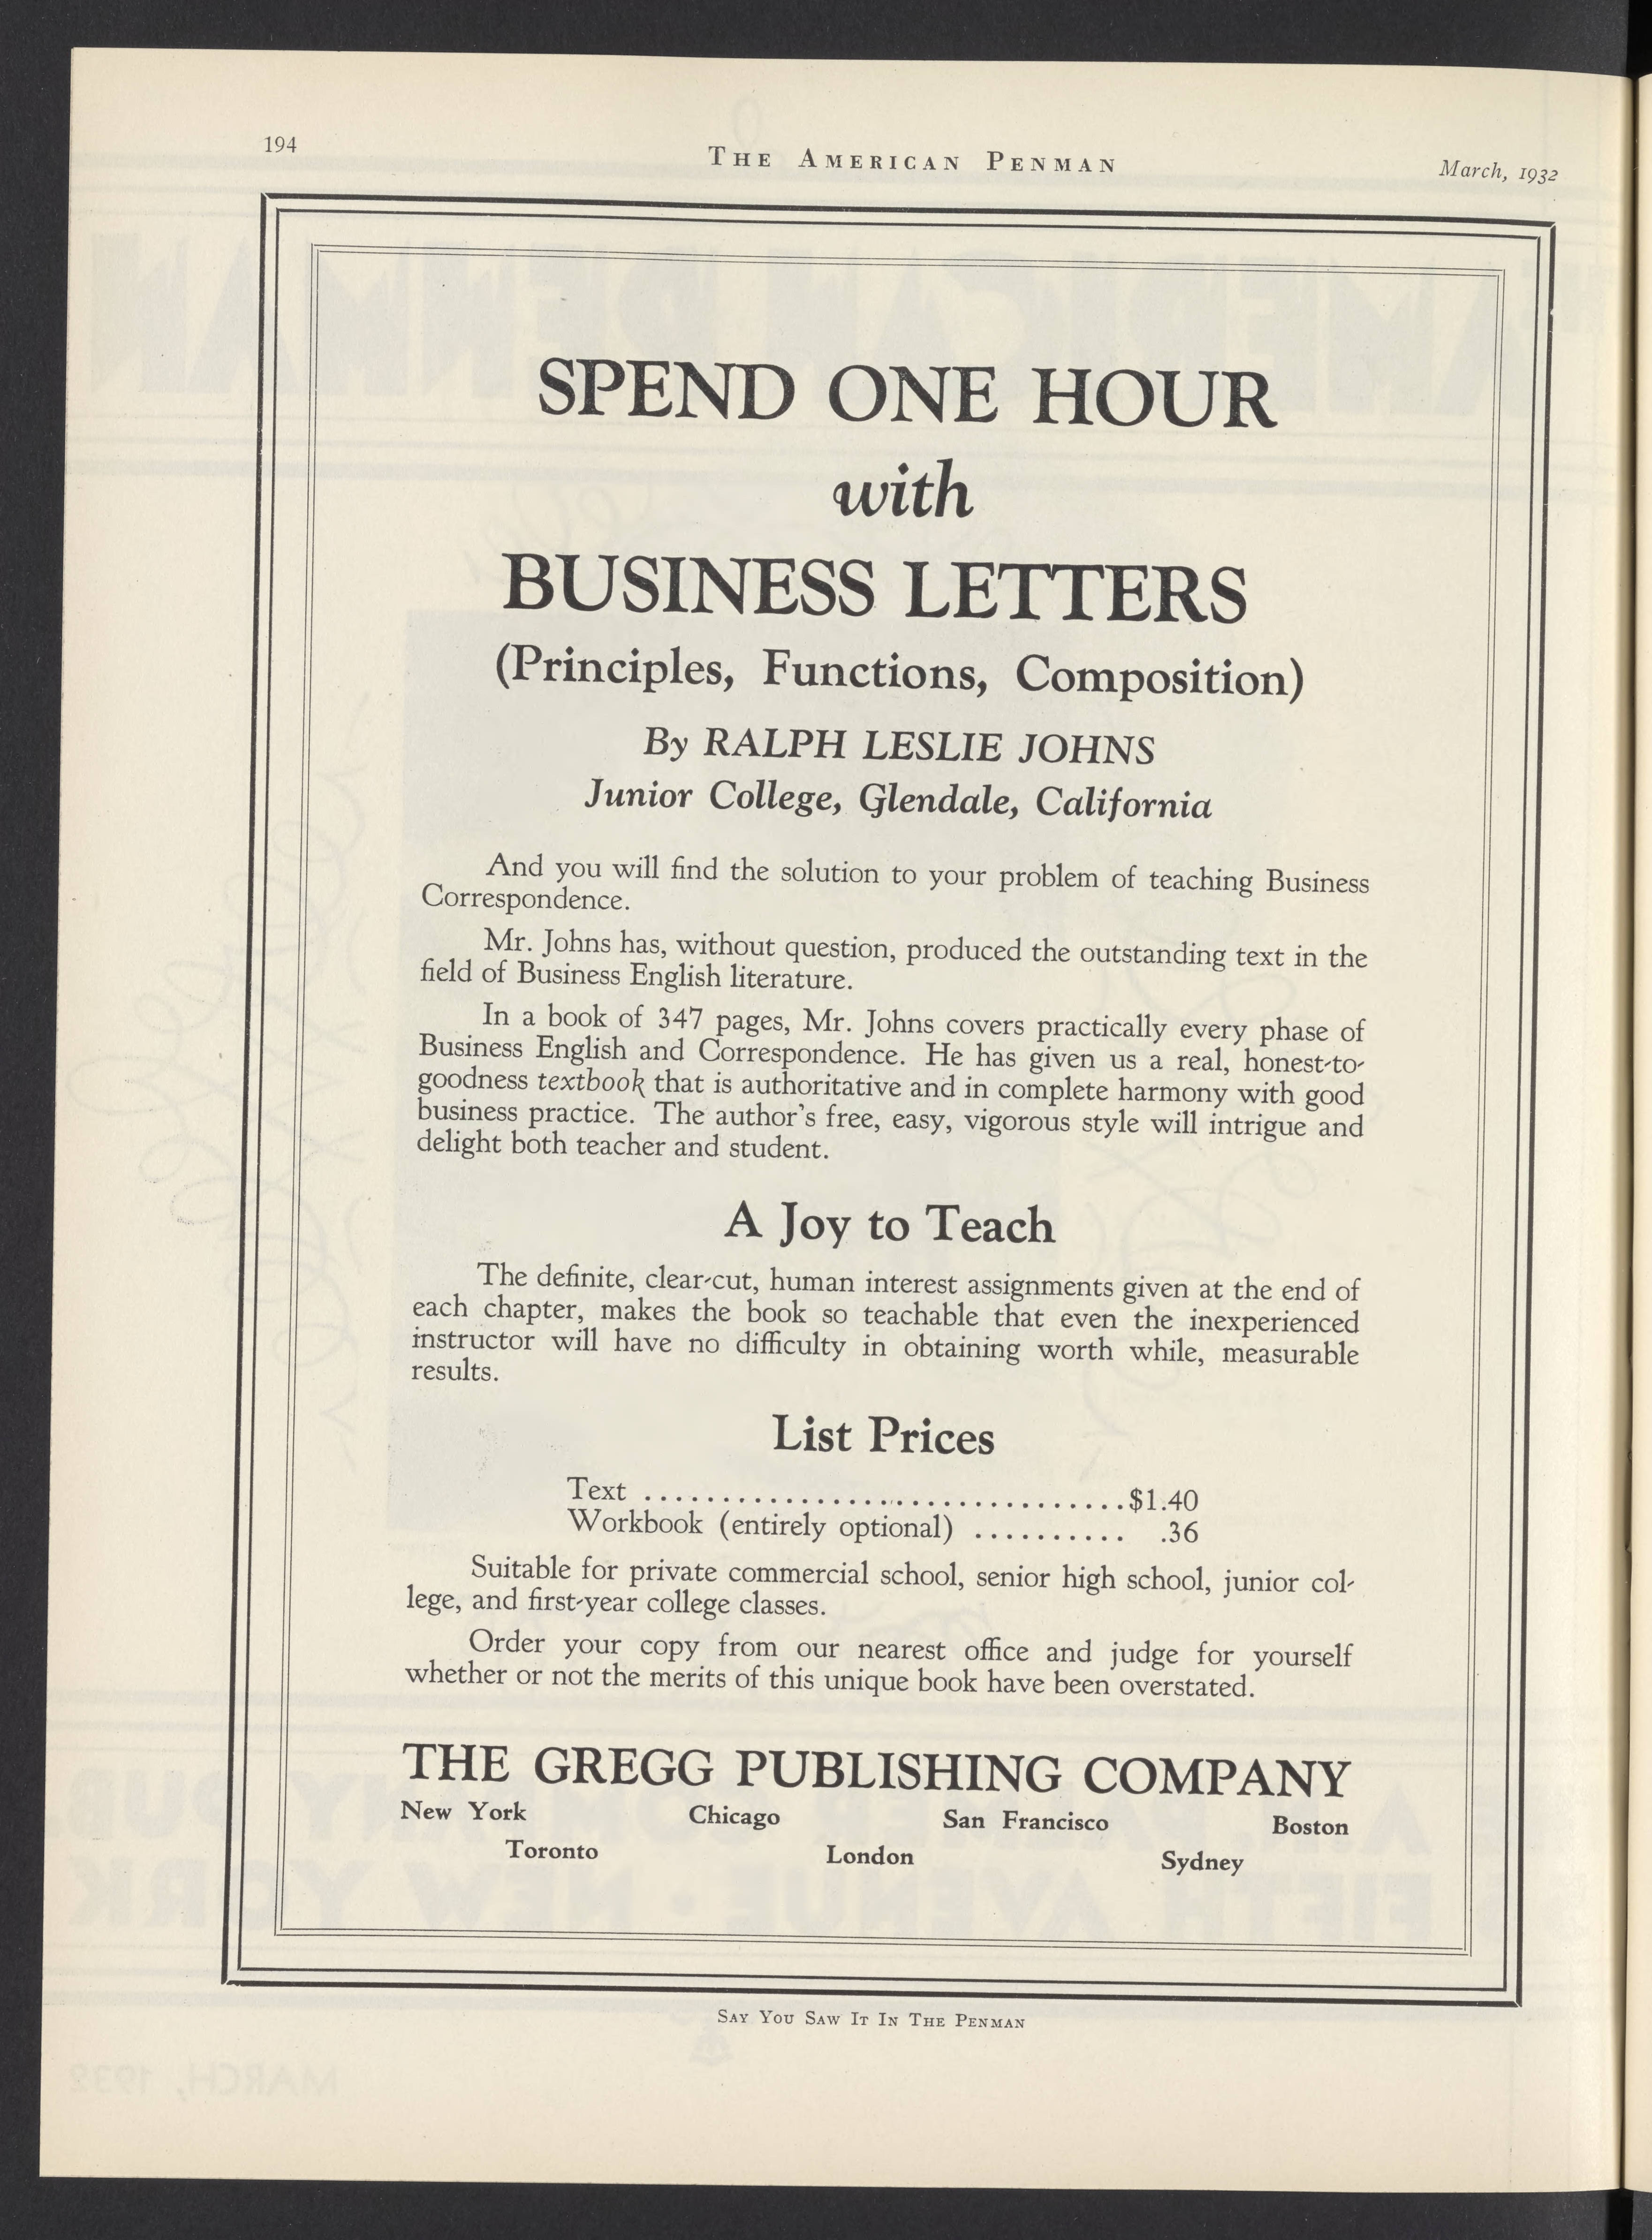 194
THE AMERICAN PENMAN
March, 1932
SPEND ONE HOUR
with
BUSINESS LETTERS
(Principles, Functions, Composition)
By RALPH LESLIE JOHNS
Junior College, Glendale, California
And you will find the solution to your problem of teaching Business
Correspondence.
Mr. Johns has, without question, produced the outstanding text in the
field of Business English literature.
In a book of 347 pages, Mr. Johns covers practically every phase of
Business English and Correspondence. He has given us a real, honest-to-
goodness textbook that is authoritative and in complete harmony with good
business practice. The author's free, easy, vigorous style will intrigue and
delight both teacher and student.
A Joy to Teach
The definite, clear-cut, human interest assignments given at the end of
each chapter, makes the book so teachable that even the inexperienced
instructor will have no difficulty in obtaining worth while, measurable
results.
List Prices
Text ...............................$1.40
Workbook (entirely optional) .......... .36
Suitable for private commercial school, senior high school, junior col-
lege, and first-year college classes.
Order your copy from our nearest office and judge for yourself
whether or not the merits of this unique book have been overstated.
THE GREGG PUBLISHING COMPANY
New York Chicago San Francisco Boston
Toronto London Sydney
SAY YOU SAW IT IN THE PENMAN
MARCH, 1932